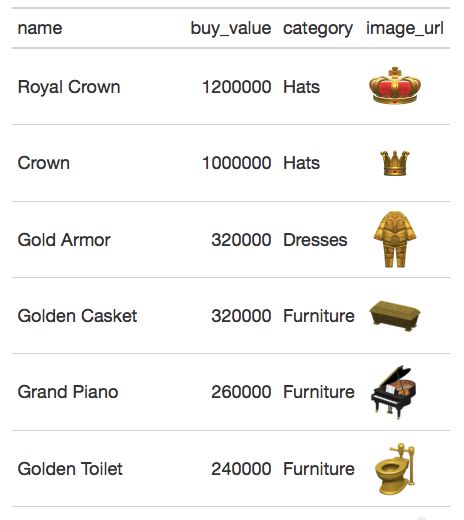 name buy_value category image_url
Royal Crown 1200000 Hats
Crown 1000000 Hats
Gold Armor 320000 Dresses
Golden Casket 320000 Furniture
Grand Piano 260000 Furniture
Golden Toilet 240000 Furniture